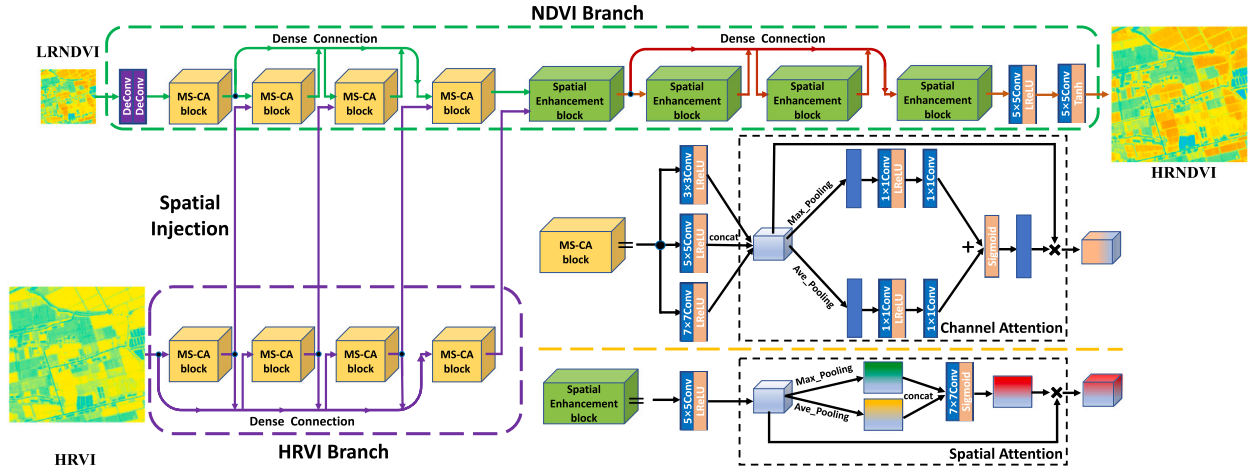 NDVI Branch
LRNDVI
Dense Connection
Dense Connection
DeConv
DeConv
MS-CA
block
MS-CA
block
MS-CA
block
MS-CA
block
Spatial
Enhancement
block
Spatial
Enhancement
block
Spatial
Enhancement
block
Spatial
Enhancement
block
5×5Conv
LReLU
5×5Conv
Tanh
HRNDVI
Spatial
Injection
MS-CA
block
3×3Conv
LReLU
5×5Conv
LReLU
7×7Conv
LReLU
concat
Max_Pooling
Ave_Pooling
1×1Conv
LReLU
1×1Conv
1×1Conv
LReLU
1×1Conv
+
Sigmoid
Channel Attention
MS-CA
block
MS-CA
block
MS-CA
block
MS-CA
block
Dense Connection
HRVI Branch
HRVI
Spatial
Enhancement
block
5×5Conv
LReLU
Max_Pooling
Ave_Pooling
concat
7×7Conv
Sigmoid
Spatial Attention